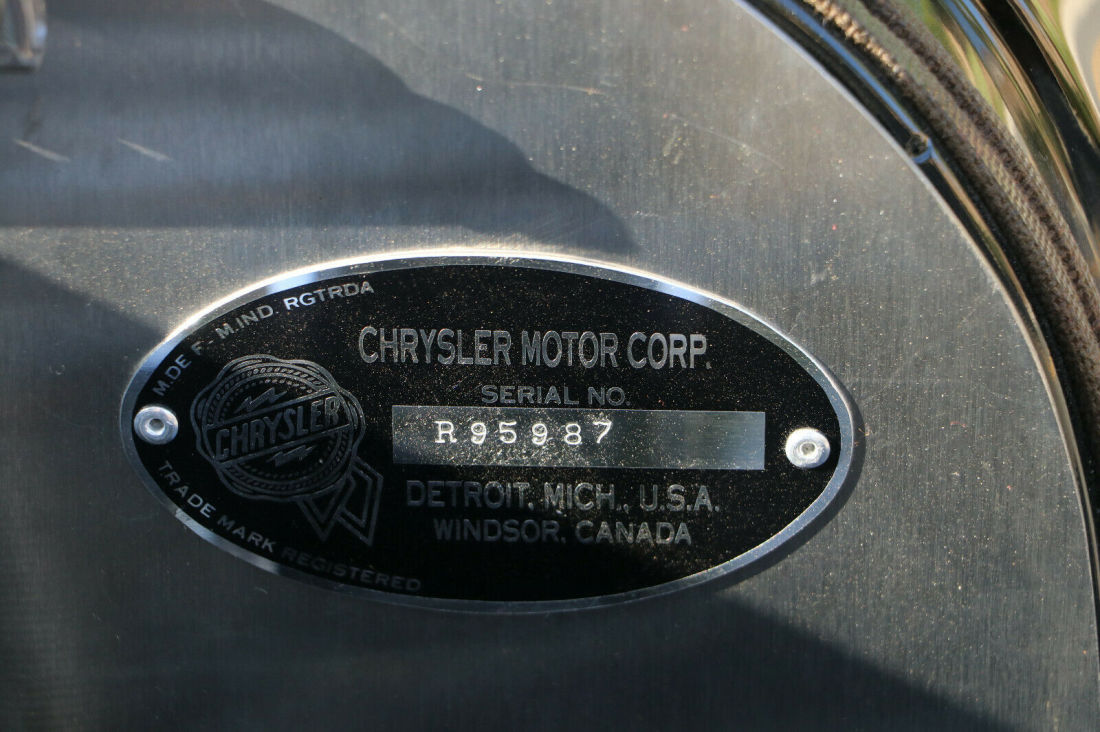 M. DE F. - M. IND. RGTRDA
CHRYSLER MOTOR CORP.
SERIAL NO.
R95987
CHRYSLER
DETROIT, MICH., U.S.A.
WINDSOR, CANADA
TRADE MARK REGISTERED